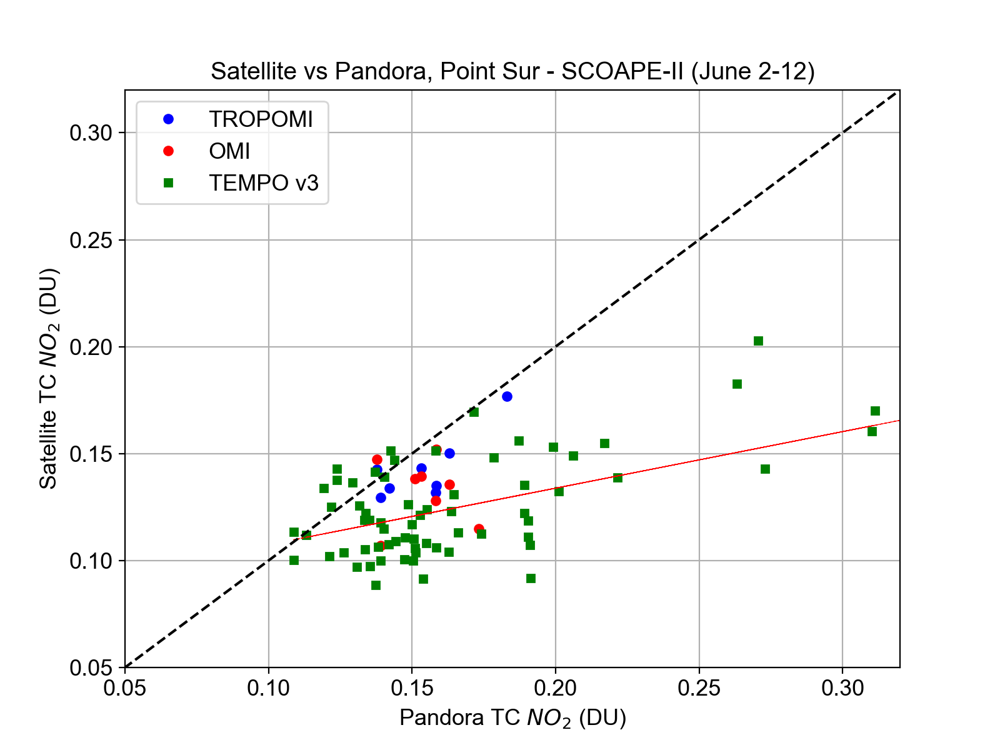 Satellite vs Pandora, Point Sur - SCOAPE-II (June 2-12)
TROPOMI
OMI
TEMPO v3
0.30
0.25
0.20
0.15
0.10
0.05
Satellite TC NO₂ (DU)
0.05 0.10 0.15 0.20 0.25 0.30
Pandora TC NO₂ (DU)